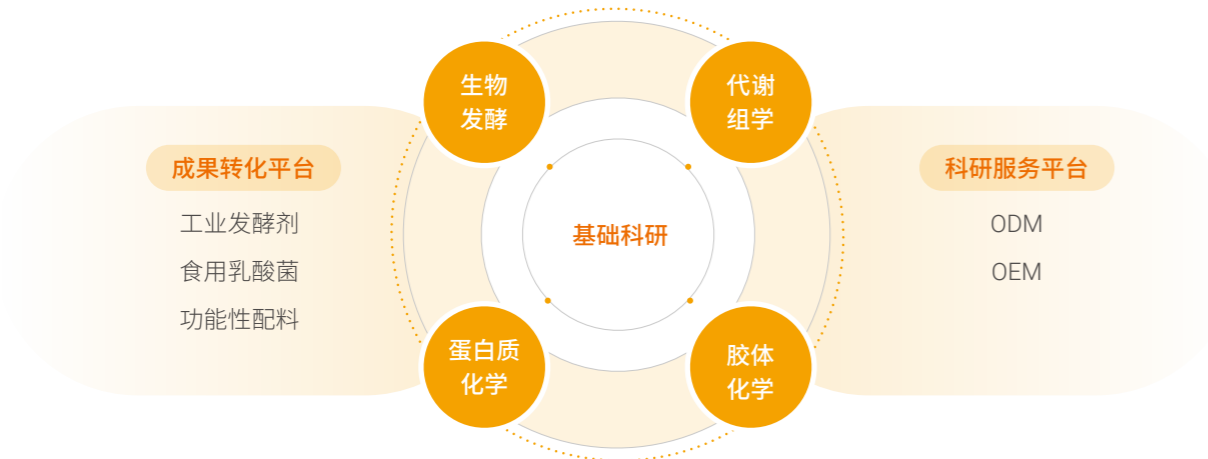 成果转化平台
工业发酵剂
食用乳酸菌
功能性配料
生物
发酵
代谢
组学
基础科研
蛋白质
化学
胶体
化学
科研服务平台
ODM
OEM